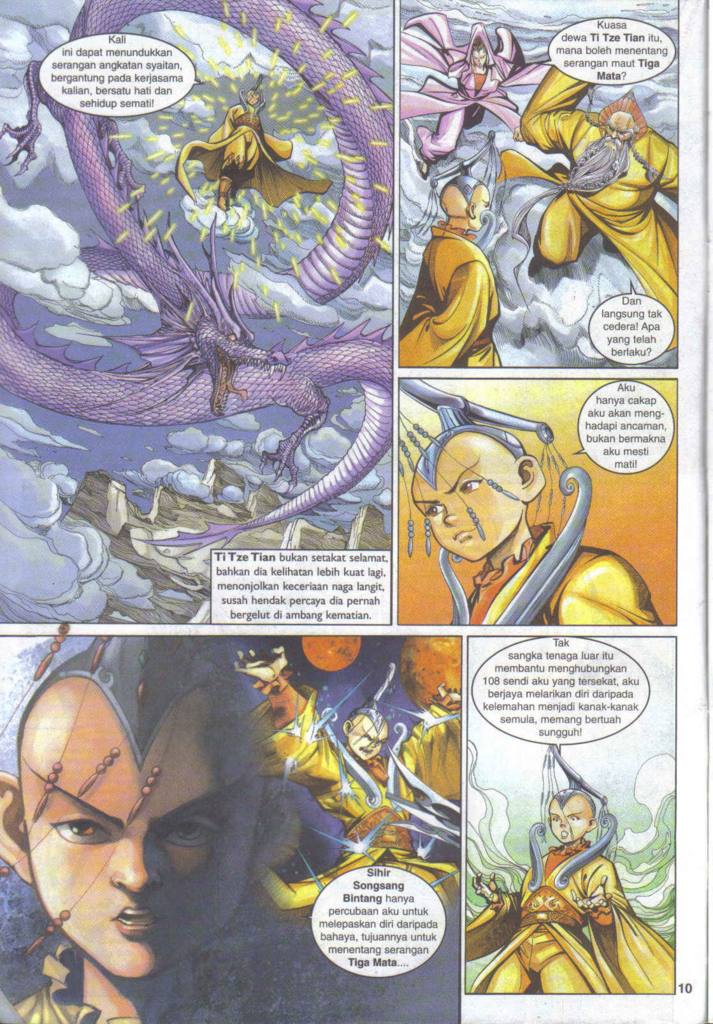 Kali
ini dapat menundukkan
serangan angkatan syaitan,
bergantung pada kerjasama
kalian, bersatu hati dan
sehidup semati!
Kuasa
dewa Ti Tze Tian itu,
mana boleh menentang
serangan maut Tiga
Mata?
Dan
langsung tak
cedera! Apa
yang telah
berlaku?
Aku
hanya cakap
aku akan meng-
hadapi ancaman,
bukan bermakna
aku mesti
mati!
Ti Tze Tian bukan setakat selamat,
bahkan dia kelihatan lebih kuat lagi,
menonjolkan keceriaan naga langit,
susah hendak percaya dia pernah
bergelut di ambang kematian.
Sihir
Songsang
Bintang hanya
percubaan aku untuk
melepaskan diri daripada
bahaya, tujuannya untuk
menentang serangan
Tiga Mata....
Tak
sangka tenaga luar itu
membantu menghubungkan
108 sendi aku yang tersekat, aku
berjaya melarikan diri daripada
kelemahan menjadi kanak-kanak
semula, memang bertuah
sungguh!
10